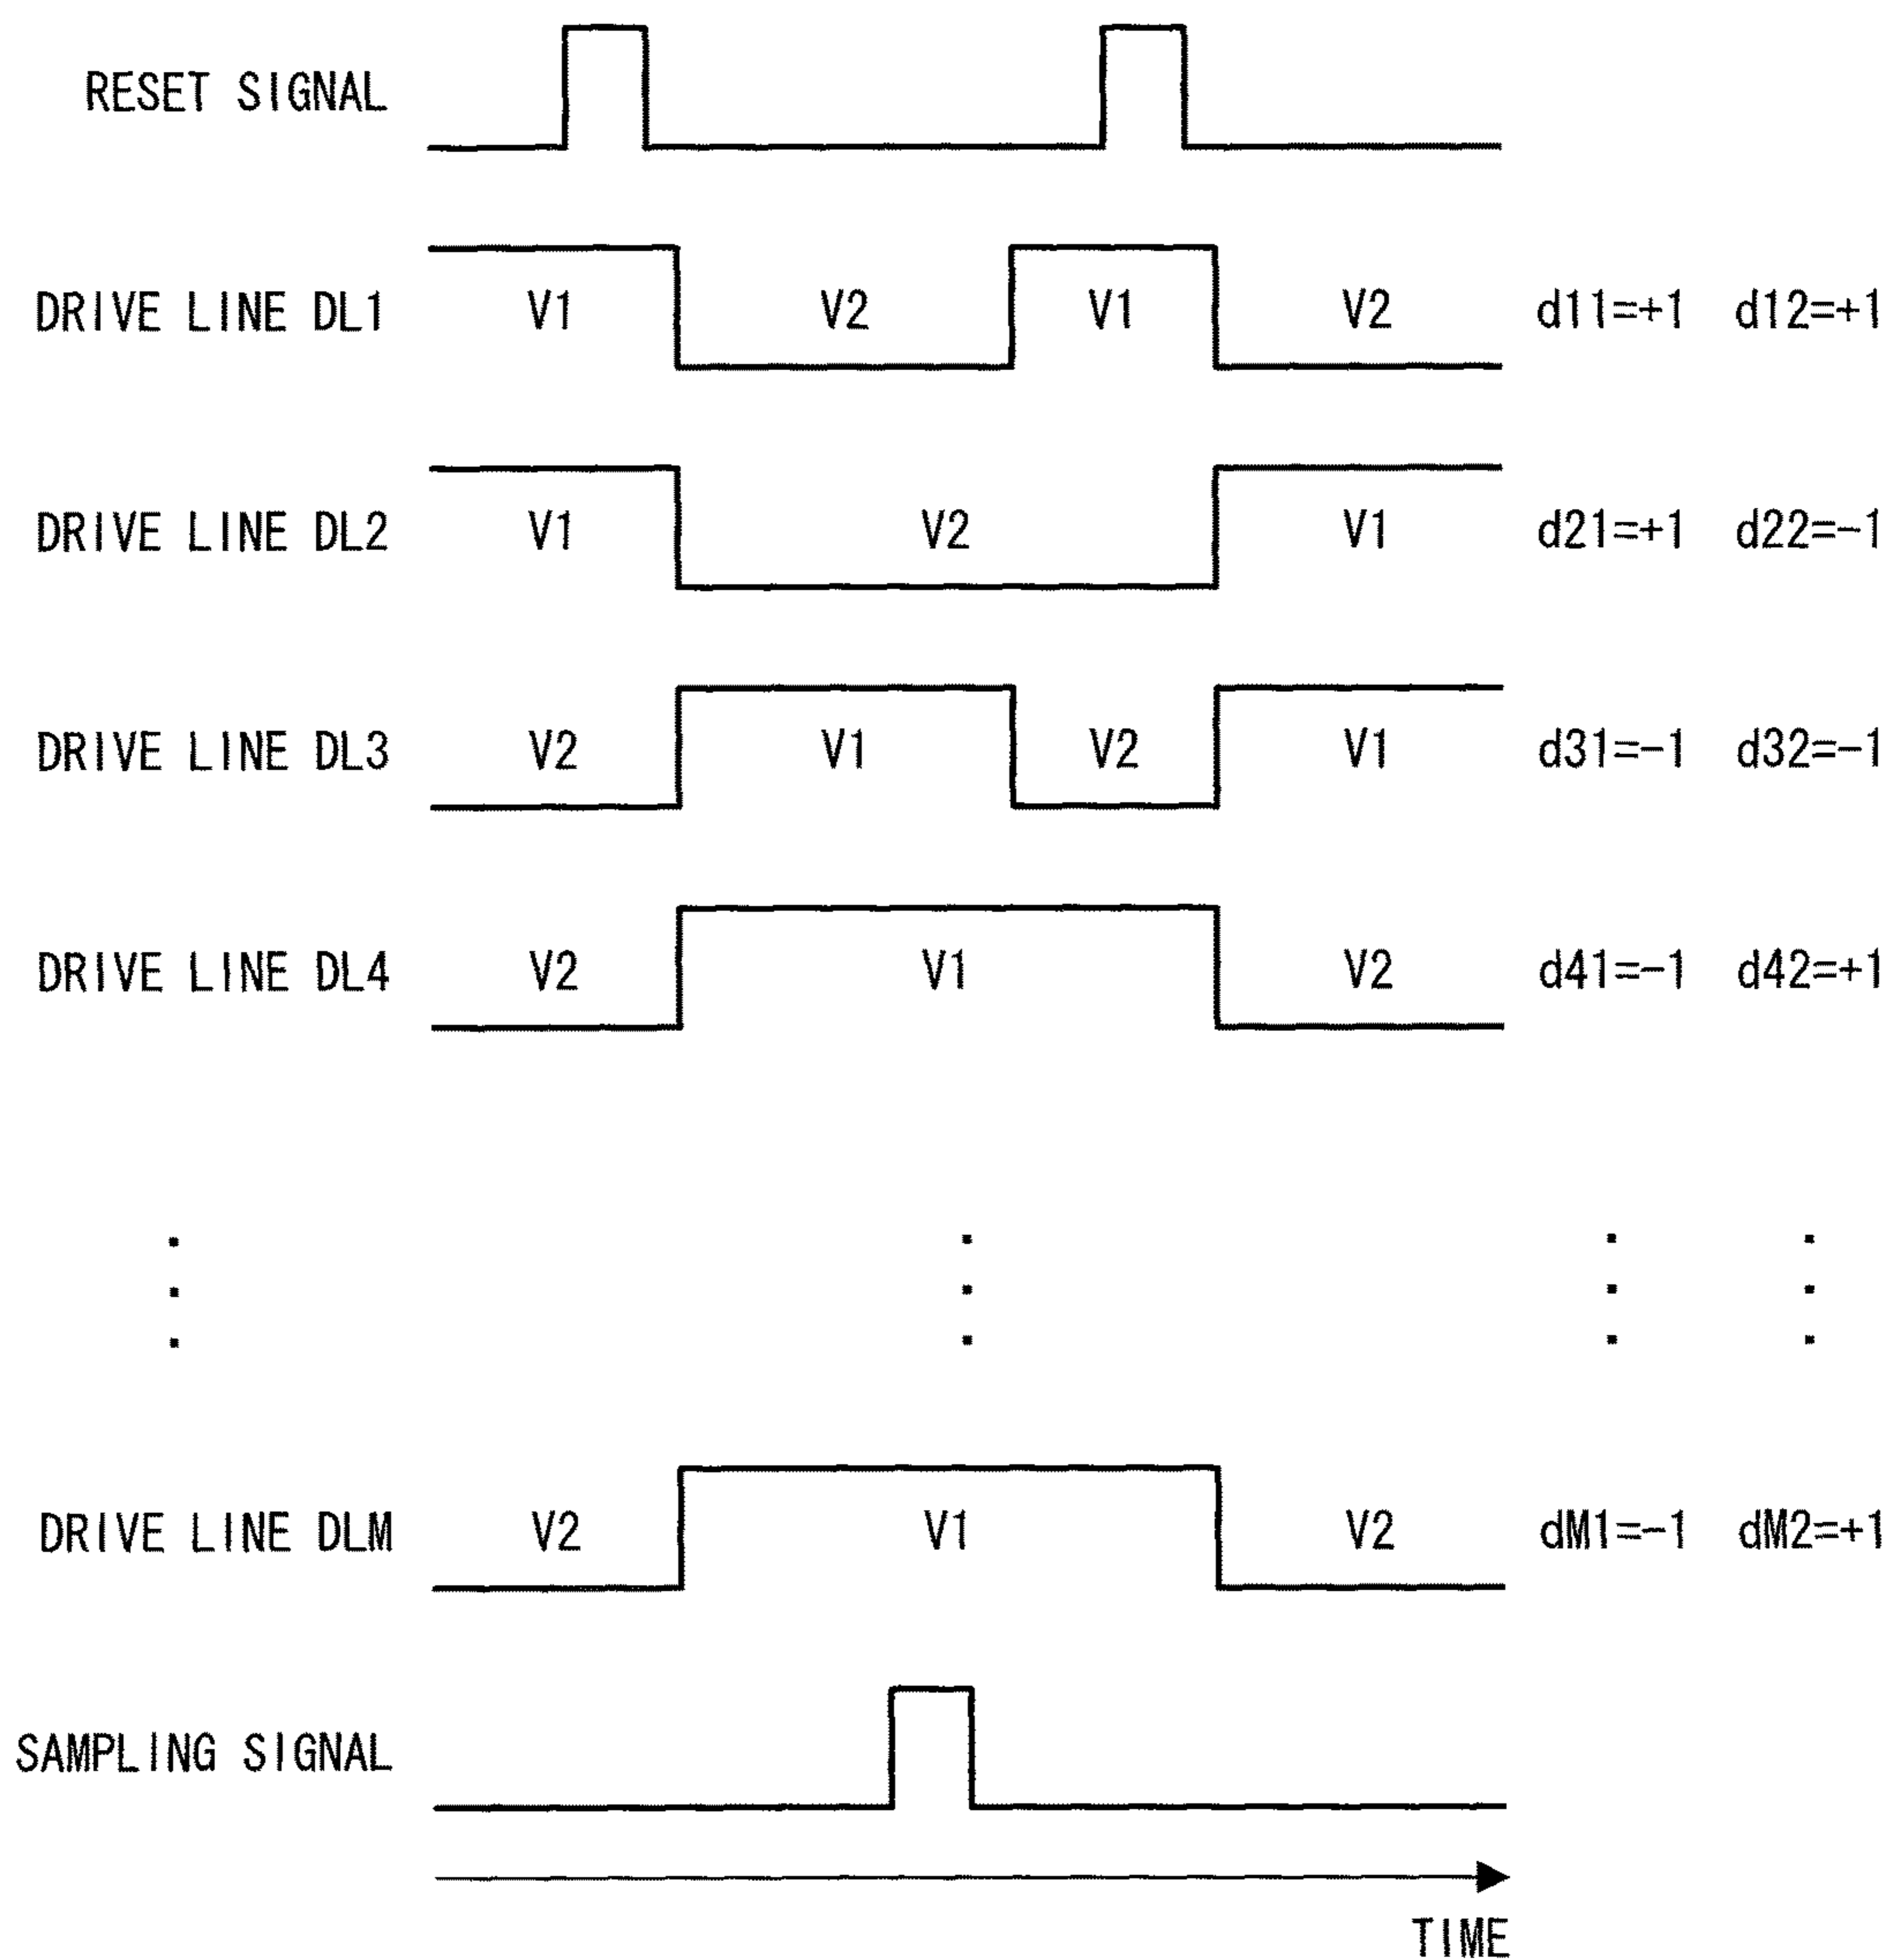 RESET SIGNAL
DRIVE LINE DL1 V1 V2 V1 V2 d11=+1 d12=+1
DRIVE LINE DL2 V1 V2 V1 d21=+1 d22=-1
DRIVE LINE DL3 V2 V1 V2 V1 d31=-1 d32=-1
DRIVE LINE DL4 V2 V1 V2 d41=-1 d42=+1
DRIVE LINE DLM V2 V1 V2 dM1=-1 dM2=+1
SAMPLING SIGNAL
TIME